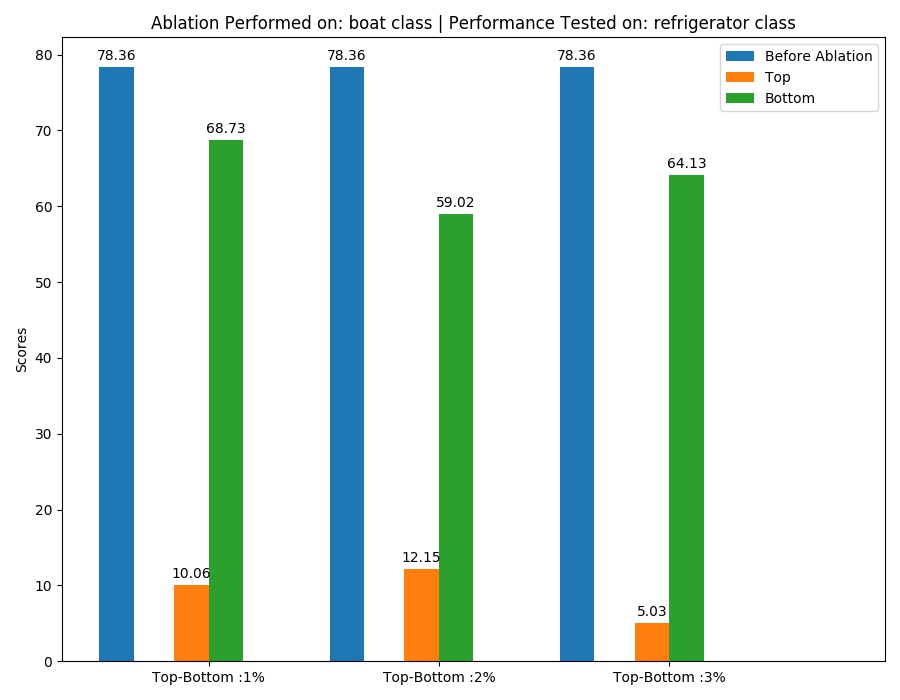 Ablation Performed on: boat class | Performance Tested on: refrigerator class
Before Ablation
Top
Bottom
Scores
80
70
60
50
40
30
20
10
0
78.36
10.06
68.73
78.36
12.15
59.02
78.36
5.03
64.13
Top-Bottom :1%
Top-Bottom :2%
Top-Bottom :3%